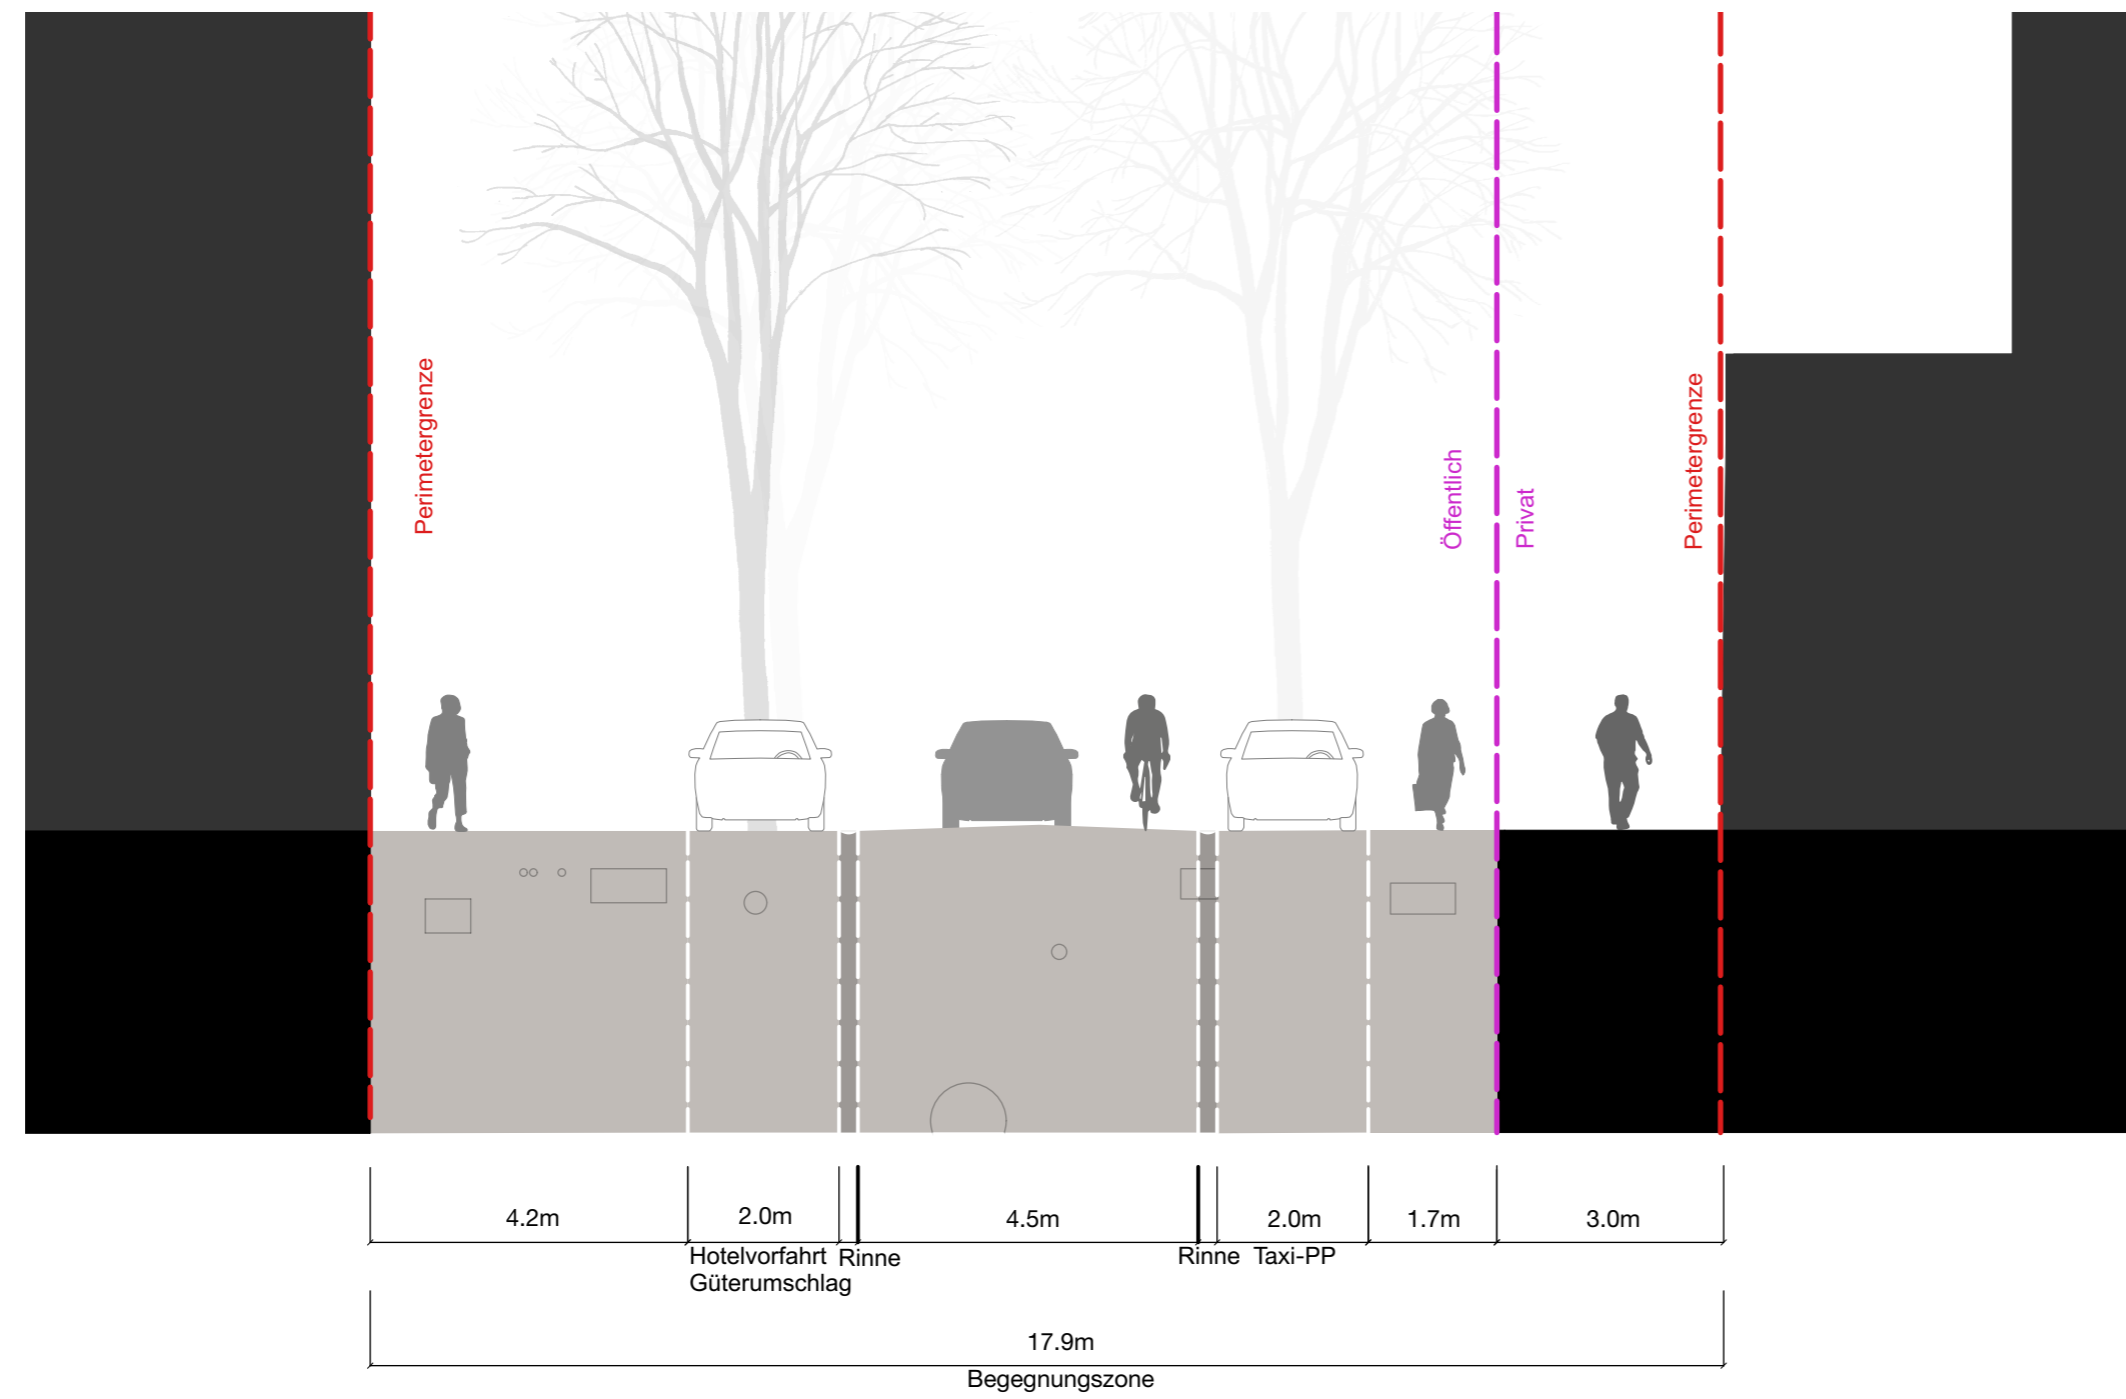 Perimetergrenze
Öffentlich
Privat
Perimetergrenze
4.2m
2.0m
4.5m
2.0m
1.7m
3.0m
Hotelvorfahrt
Güterumschlag
Rinne
Rinne
Taxi-PP
17.9m
Begegnungszone